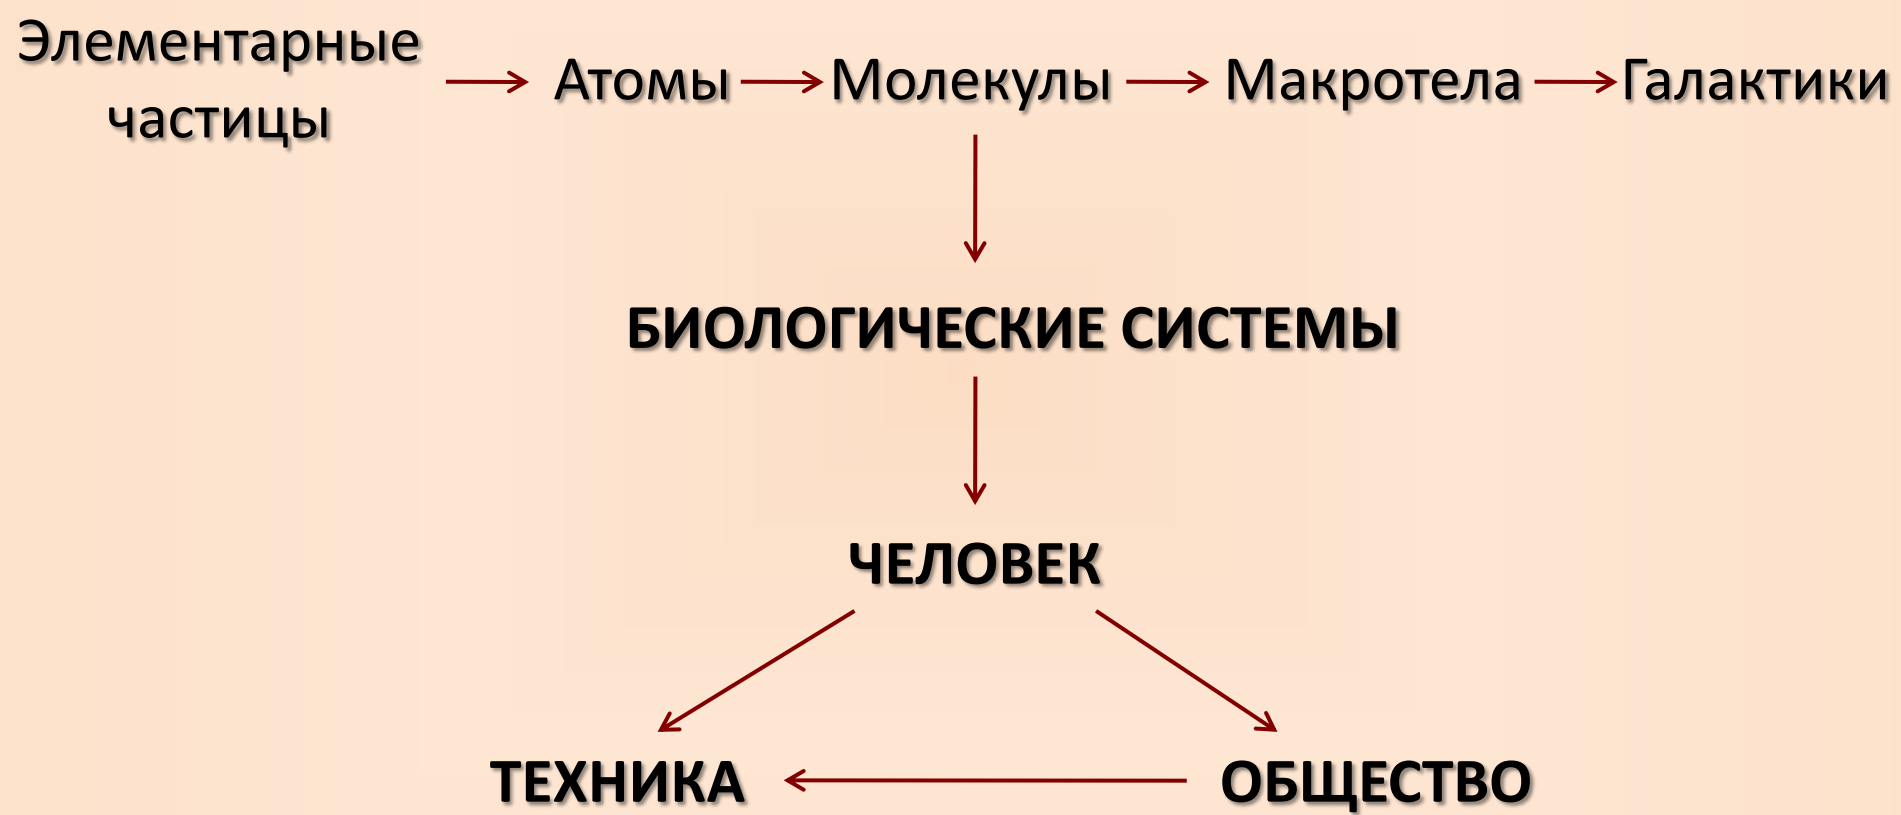 Элементарные
частицы
Атомы
Молекулы
Макротела
Галактики
БИОЛОГИЧЕСКИЕ СИСТЕМЫ
ЧЕЛОВЕК
ТЕХНИКА
ОБЩЕСТВО